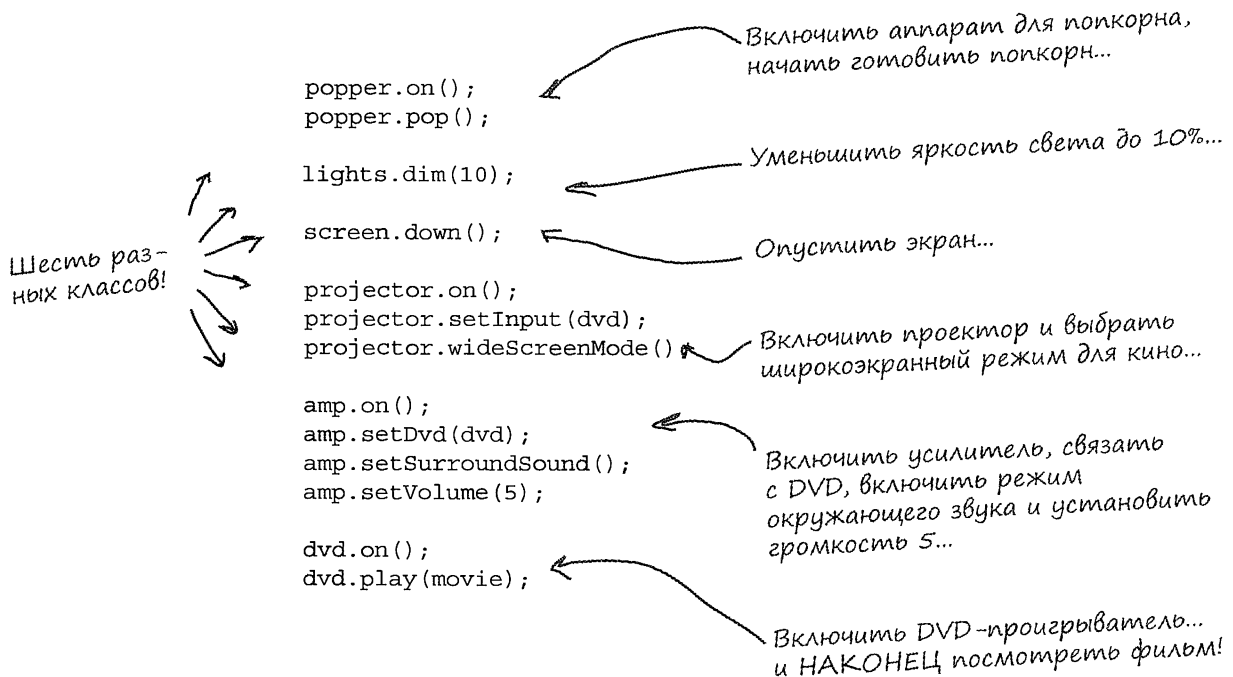 Включить аппарат для попкорна,
начать готовить попкорн...
popper.on();
popper.pop();
Уменьшить яркость света до 10%...
lights.dim(10);
screen.down();
Опустить экран...
Шесть раз-
ных классов!
projector.on();
projector.setInput(dvd);
projector.wideScreenMode()
Включить проектор и выбрать
широкоэкранный режим для кино...
amp.on();
amp.setDvd(dvd);
amp.setSurroundSound();
amp.setVolume(5);
Включить усилитель, связать
с DVD, включить режим
окружающего звука и установить
громкость 5...
dvd.on();
dvd.play(movie);
Включить DVD-проигрыватель...
и НАКОНЕЦ посмотреть фильм!